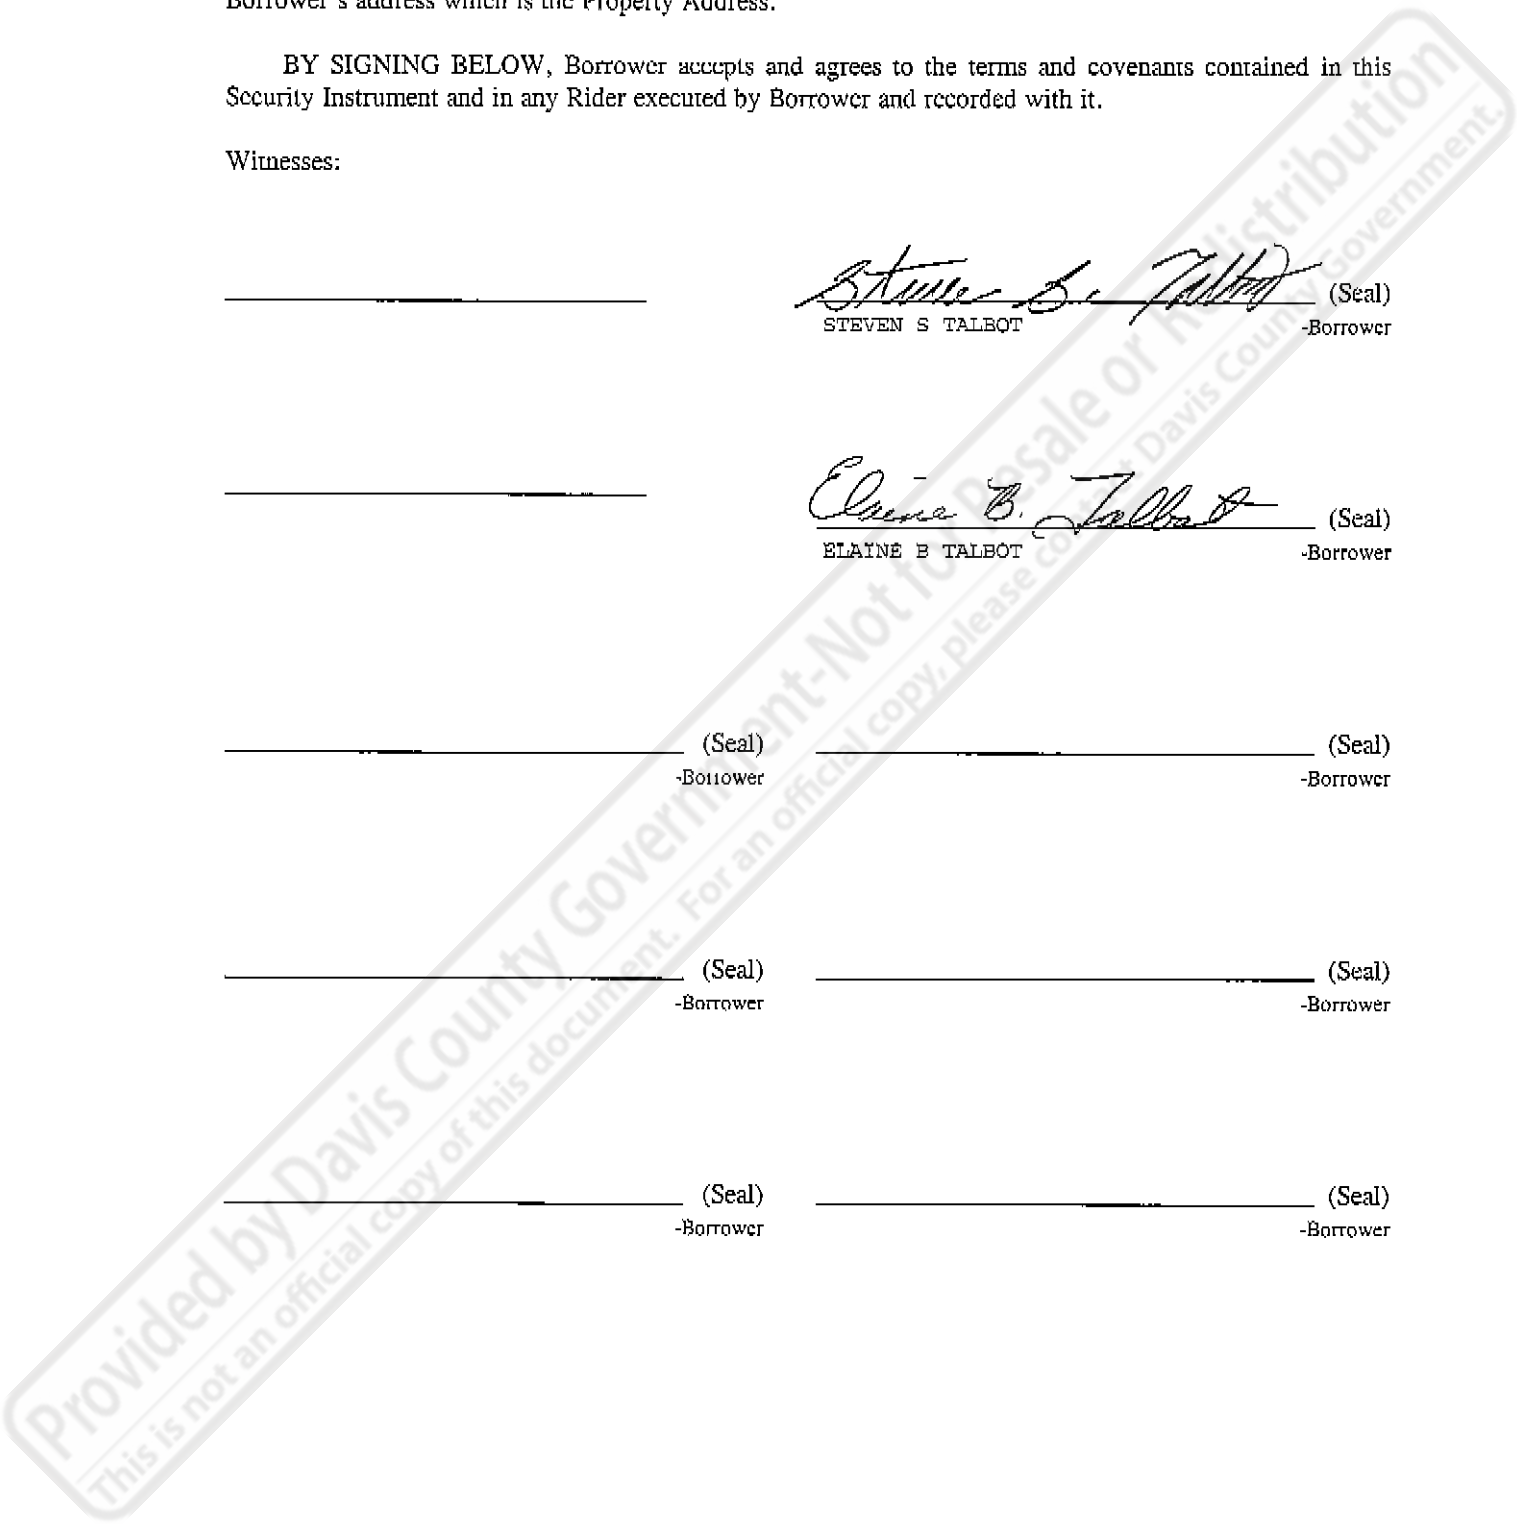 Borrower's address which is the Property Address.
BY SIGNING BELOW, Borrower accepts and agrees to the terms and covenants contained in this
Security Instrument and in any Rider executed by Borrower and recorded with it.
Witnesses:
Steven S. Talbot (Seal)
STEVEN S TALBOT -Borrower
Elaine B. Talbot (Seal)
ELAINE B TALBOT -Borrower
(Seal) (Seal)
-Borrower -Borrower
(Seal) (Seal)
-Borrower -Borrower
(Seal) (Seal)
-Borrower -Borrower
Provided by Davis County Government-Not for Resale or Redistribution
This is not an official copy of this document. For an official copy, please contact Davis County Government.